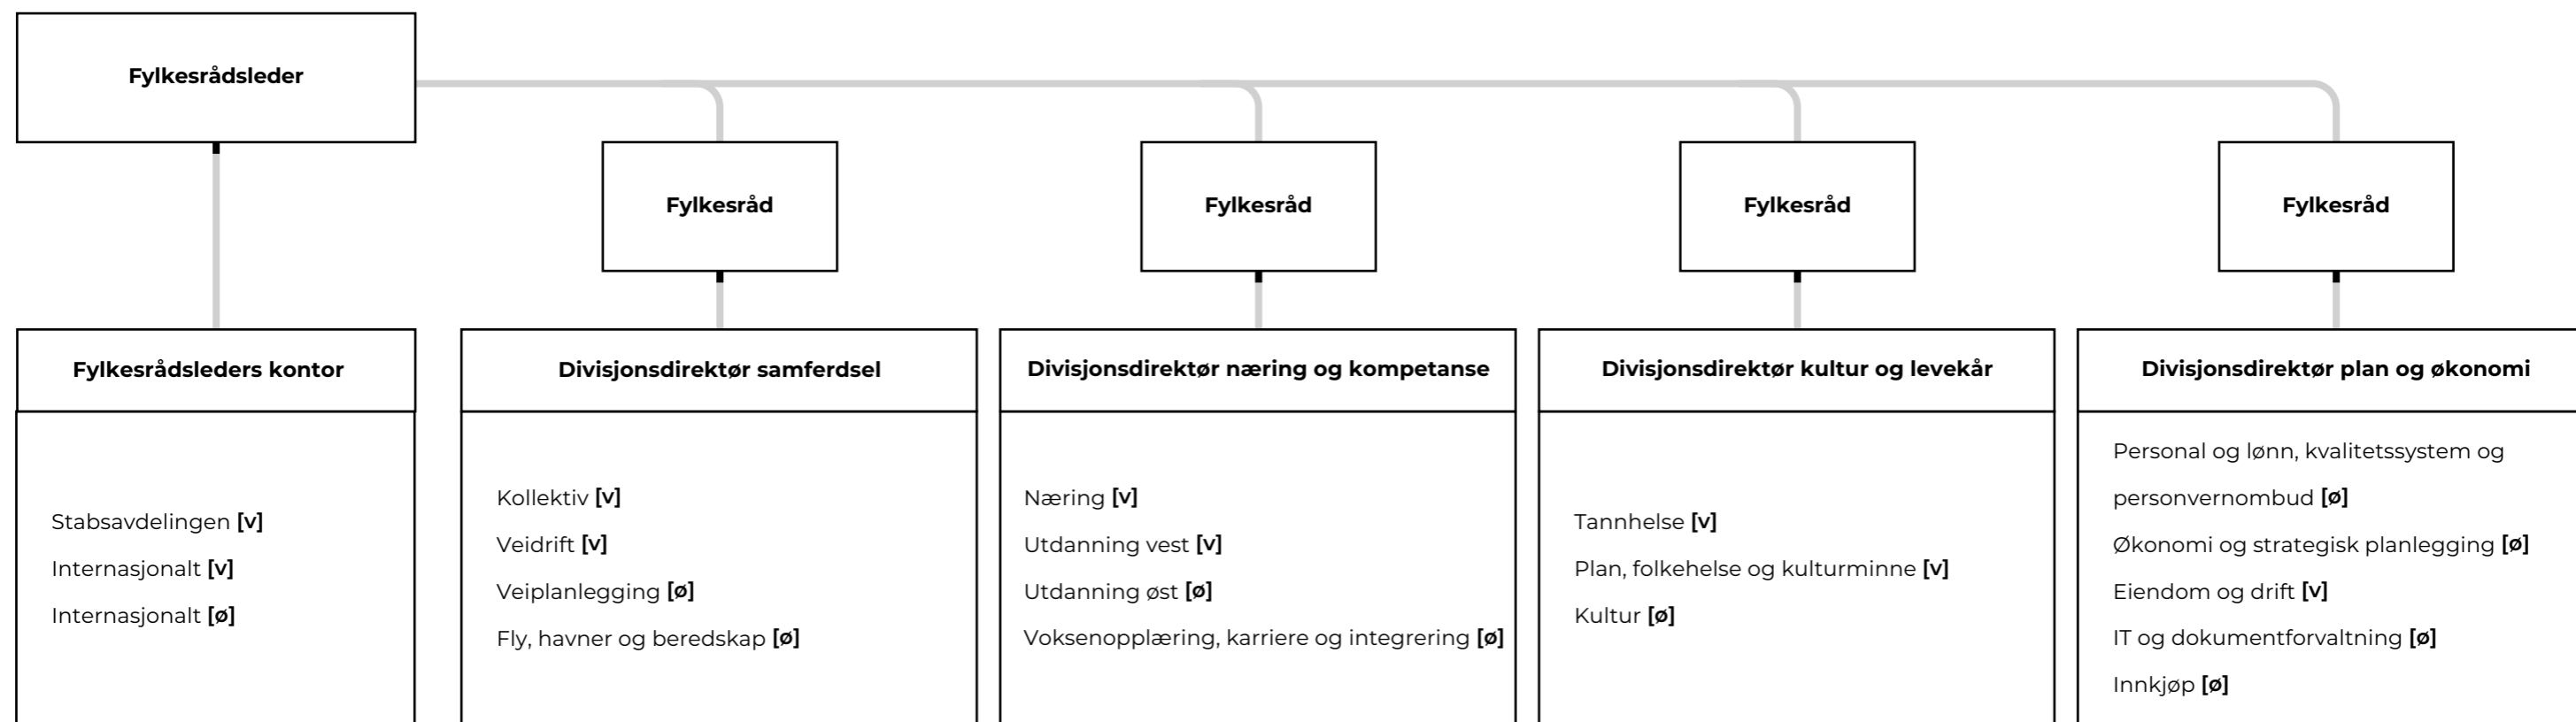 Fylkesrådsleder
Fylkesråd
Fylkesråd
Fylkesråd
Fylkesråd
Fylkesrådsleders kontor
Stabsavdelingen [v]
Internasjonalt [v]
Internasjonalt [ø]
Divisjonsdirektør samferdsel
Kollektiv [v]
Veidrift [v]
Veiplanlegging [ø]
Fly, havner og beredskap [ø]
Divisjonsdirektør næring og kompetanse
Næring [v]
Utdanning vest [v]
Utdanning øst [ø]
Voksenopplæring, karriere og integrering [ø]
Divisjonsdirektør kultur og levekår
Tannhelse [v]
Plan, folkehelse og kulturminne [v]
Kultur [ø]
Divisjonsdirektør plan og økonomi
Personal og lønn, kvalitetssystem og
personvernombud [ø]
Økonomi og strategisk planlegging [ø]
Eiendom og drift [v]
IT og dokumentforvaltning [ø]
Innkjøp [ø]